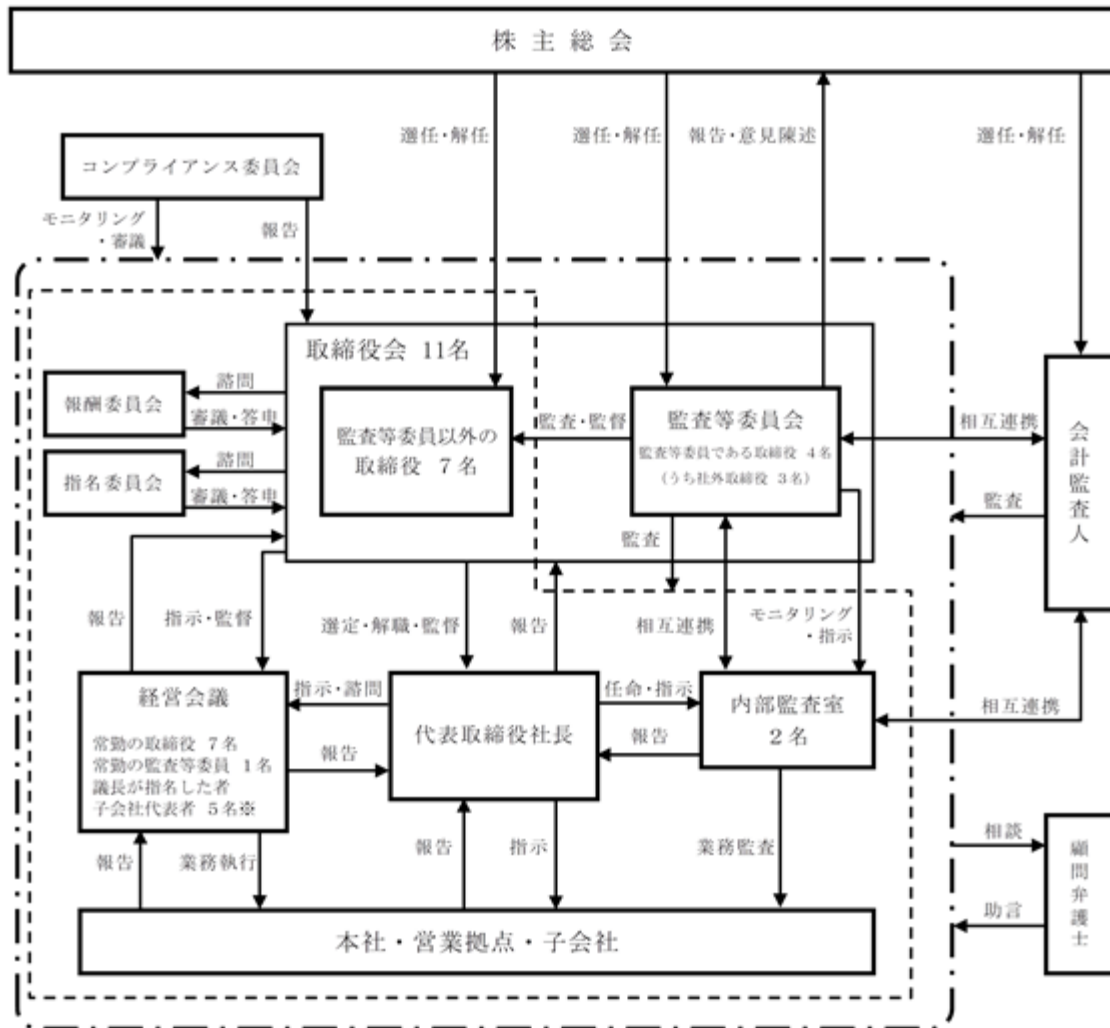 株主総会
選任・解任
選任・解任
報告・意見陳述
選任・解任
コンプライアンス委員会
モニタリング
・審議
報告
取締役会 11名
報酬委員会
諮問
審議・答申
指名委員会
諮問
審議・答申
監査等委員以外の
取締役 7名
監査・監督
監査等委員会
監査等委員である取締役 4名
(うち社外取締役 3名)
相互連携
監査
会計監査人
監査
報告
指示・監督
選定・解職・監督
報告
相互連携
モニタリング
・指示
経営会議
常勤の取締役 7名
常勤の監査等委員 1名
議長が指名した者
子会社代表者 5名※
指示・諮問
報告
代表取締役社長
任命・指示
報告
内部監査室
2名
相互連携
報告
業務執行
報告
指示
業務監査
相談
助言
顧問弁護士
本社・営業拠点・子会社